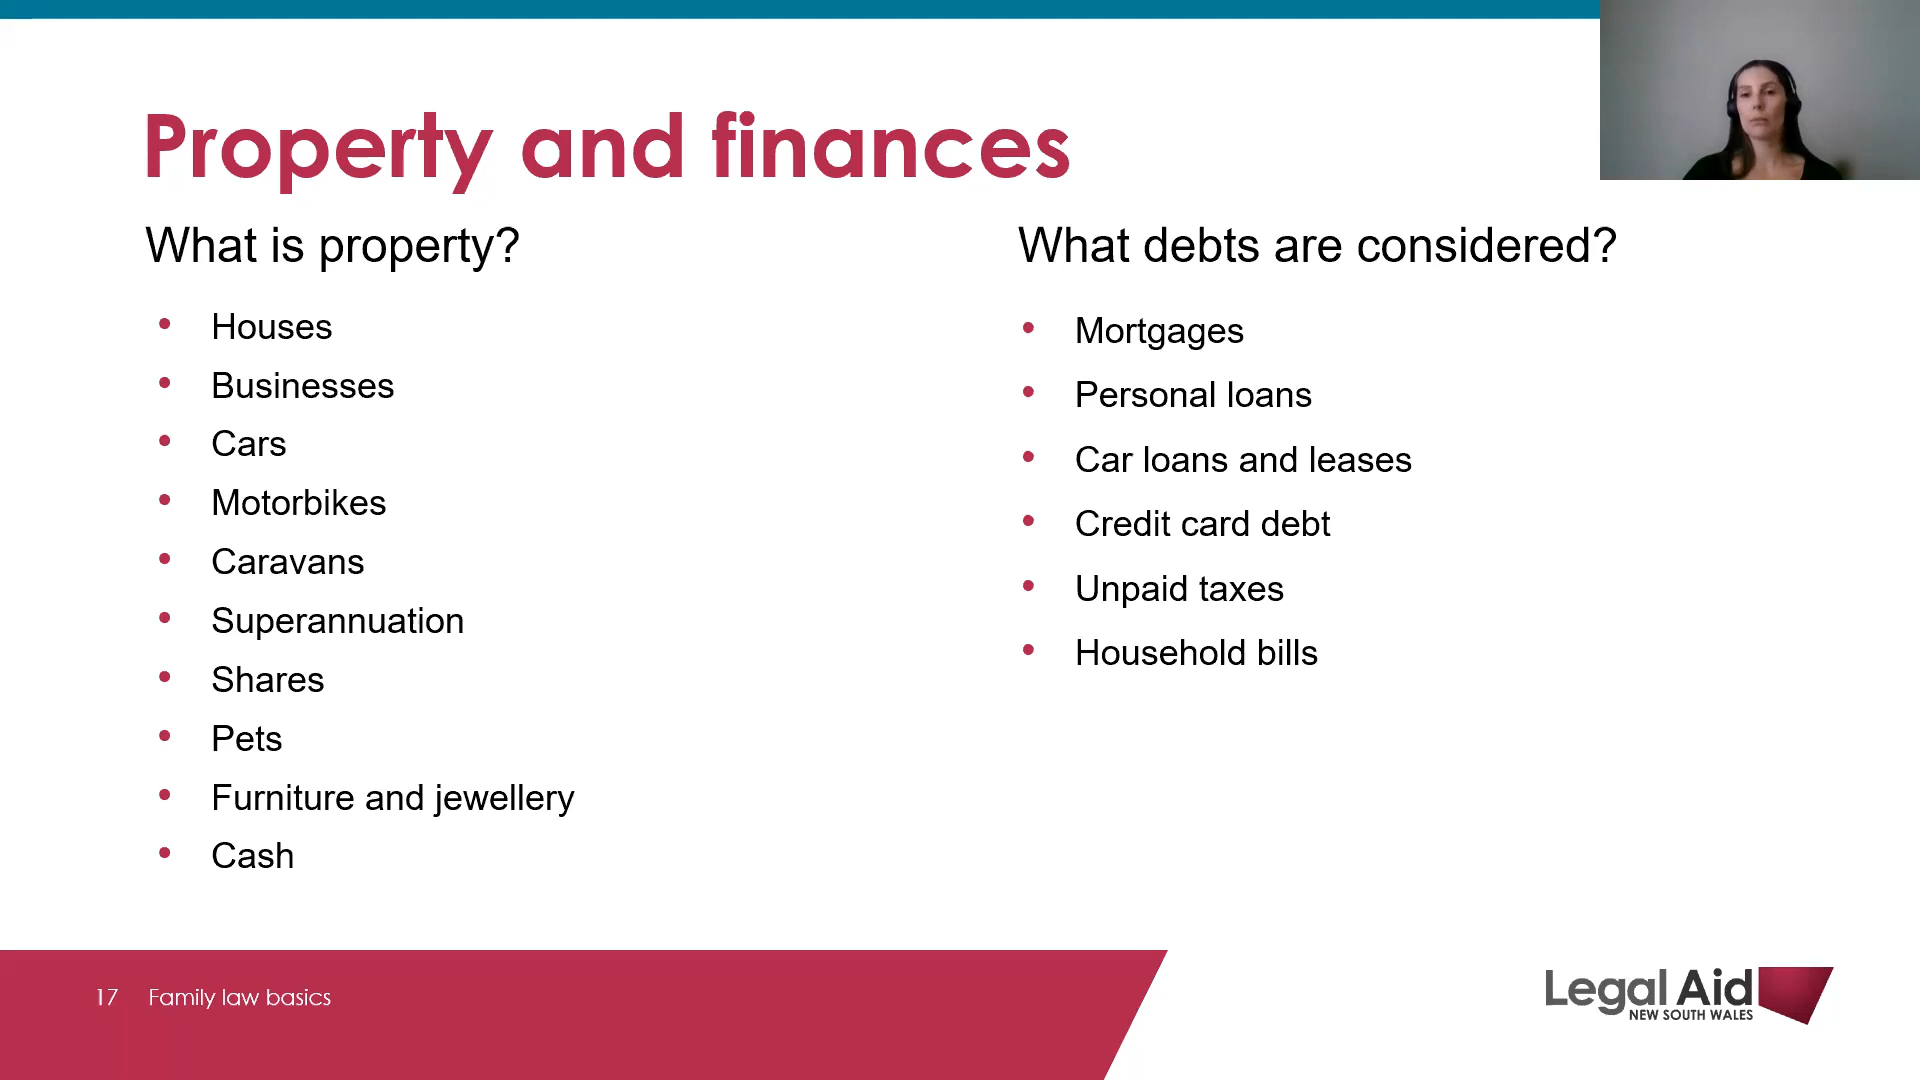 Property and finances
What is property?
Houses
Businesses
Cars
Motorbikes
Caravans
Superannuation
Shares
Pets
Furniture and jewellery
Cash
What debts are considered?
Mortgages
Personal loans
Car loans and leases
Credit card debt
Unpaid taxes
Household bills
17 Family law basics
Legal Aid
NEW SOUTH WALES